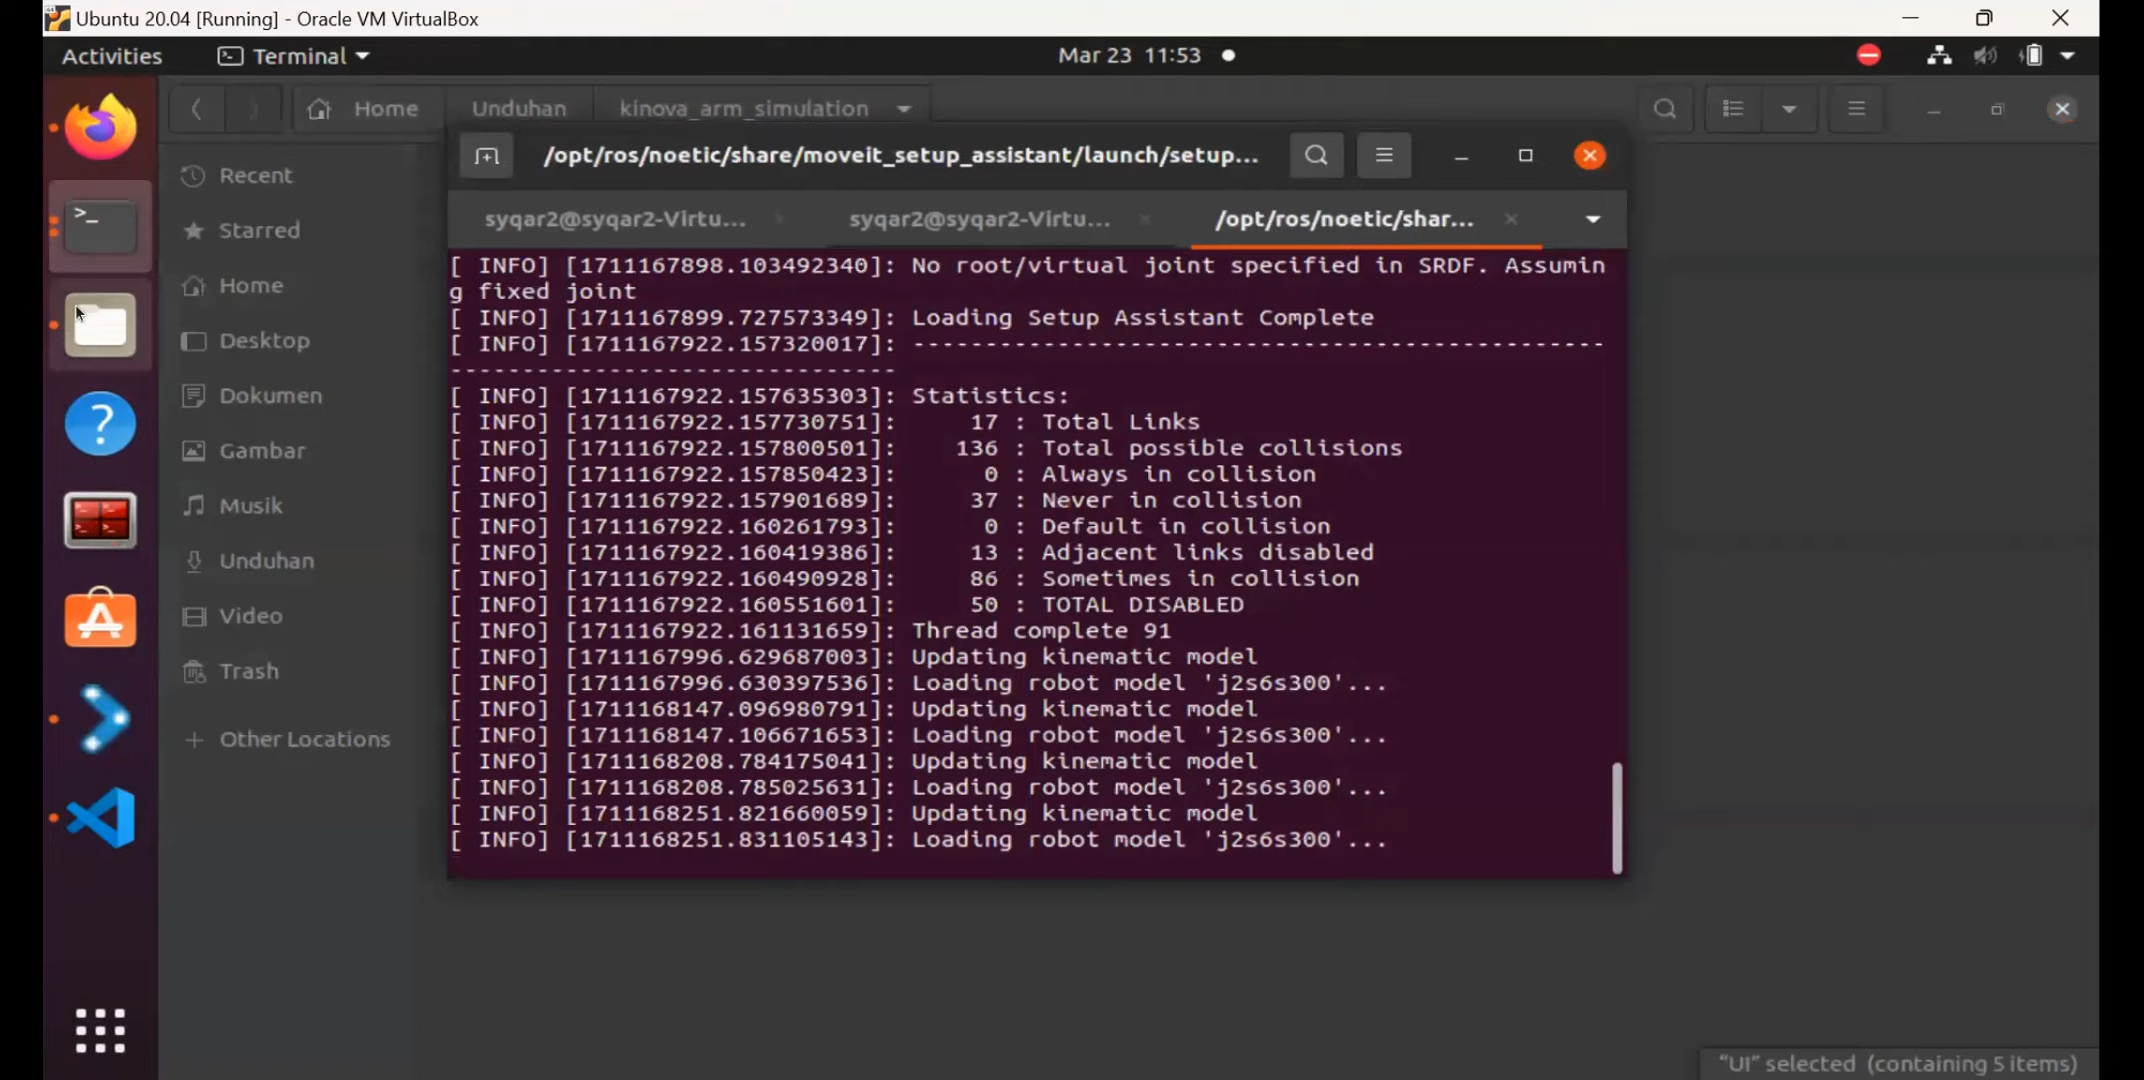 Ubuntu 20.04 [Running] - Oracle VM VirtualBox
Activities
Terminal
Mar 23 11:53
Home
Unduhan
kinova_arm_simulation
Recent
Starred
Home
Desktop
Dokumen
Gambar
Musik
Unduhan
Video
Trash
+ Other Locations
/opt/ros/noetic/share/moveit_setup_assistant/launch/setup...
syqar2@syqar2-Virtu...
syqar2@syqar2-Virtu...
/opt/ros/noetic/shar...
[ INFO] [1711167898.103492340]: No root/virtual joint specified in SRDF. Assumin
g fixed joint
[ INFO] [1711167899.727573349]: Loading Setup Assistant Complete
[ INFO] [1711167922.157320017]: ------------------------------------------------
-------------------------------
[ INFO] [1711167922.157635303]: Statistics:
[ INFO] [1711167922.157730751]:     17 : Total Links
[ INFO] [1711167922.157800501]:    136 : Total possible collisions
[ INFO] [1711167922.157850423]:      0 : Always in collision
[ INFO] [1711167922.157901689]:     37 : Never in collision
[ INFO] [1711167922.160261793]:      0 : Default in collision
[ INFO] [1711167922.160419386]:     13 : Adjacent links disabled
[ INFO] [1711167922.160490928]:     86 : Sometimes in collision
[ INFO] [1711167922.160551601]:     50 : TOTAL DISABLED
[ INFO] [1711167922.161131659]: Thread complete 91
[ INFO] [1711167996.629687003]: Updating kinematic model
[ INFO] [1711167996.630397536]: Loading robot model 'j2s6s300'...
[ INFO] [1711168147.096980791]: Updating kinematic model
[ INFO] [1711168147.106671653]: Loading robot model 'j2s6s300'...
[ INFO] [1711168208.784175041]: Updating kinematic model
[ INFO] [1711168208.785025631]: Loading robot model 'j2s6s300'...
[ INFO] [1711168251.821660059]: Updating kinematic model
[ INFO] [1711168251.831105143]: Loading robot model 'j2s6s300'...
"UI" selected (containing 5 items)